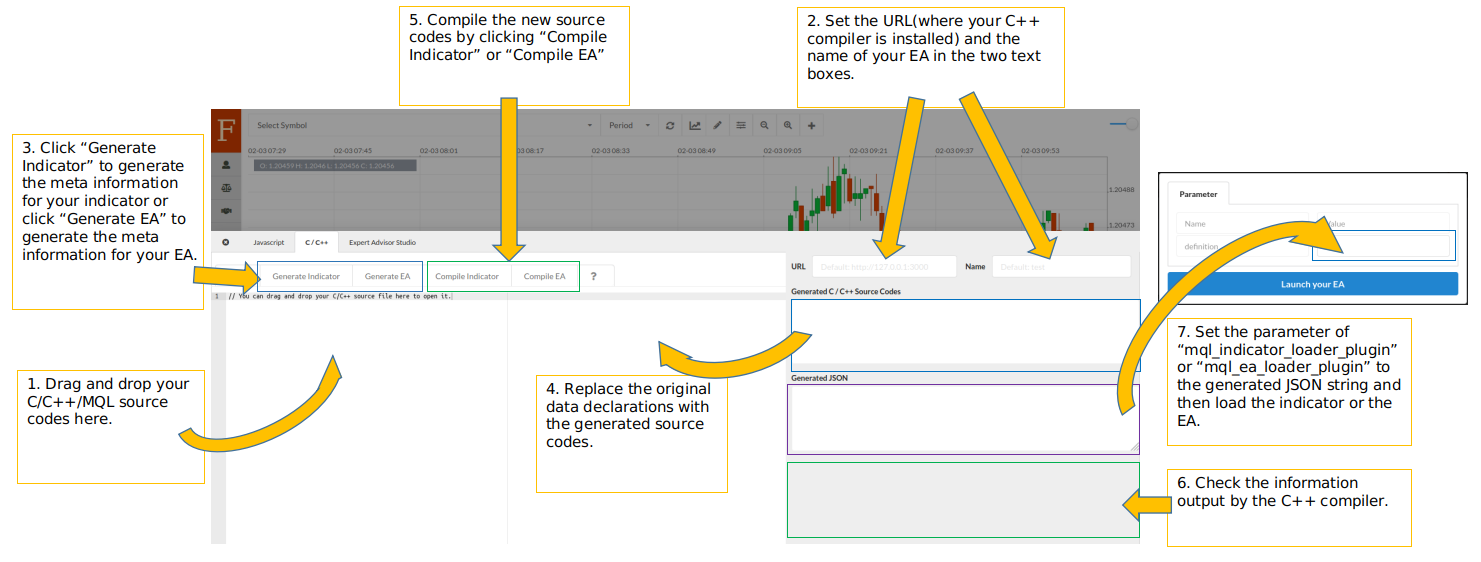 5. Compile the new source
codes by clicking “Compile
Indicator” or “Compile EA”
2. Set the URL(where your C++
compiler is installed) and the
name of your EA in the two text
boxes.
3. Click “Generate
Indicator” to generate
the meta information
for your indicator or
click “Generate EA” to
generate the meta
information for your EA.
F
Select Symbol
Period
02-03 07:29
02-03 07:45
02-03 08:01
03 08:17
02-03 08:33
02-03 08:49
02-03 09:05
02-03 09:21
02-03 09:37
02-03 09:53
O: 1.20459 H: 1.2046 L: 1.20456 C: 1.20456
1.20488
1.20473
Javascript
C / C++
Expert Advisor Studio
Generate Indicator
Generate EA
Compile Indicator
Compile EA
?
URL
Default: http://127.0.0.1:3000
Name
Default: test
1 // You can drag and drop your C/C++ source file here to open it.
Generated C / C++ Source Codes
Generated JSON
Parameter
Name
Value
definition
Launch your EA
1. Drag and drop your
C/C++/MQL source
codes here.
4. Replace the original
data declarations with
the generated source
codes.
7. Set the parameter of
“mql_indicator_loader_plugin”
or “mql_ea_loader_plugin” to
the generated JSON string and
then load the indicator or the
EA.
6. Check the information
output by the C++ compiler.